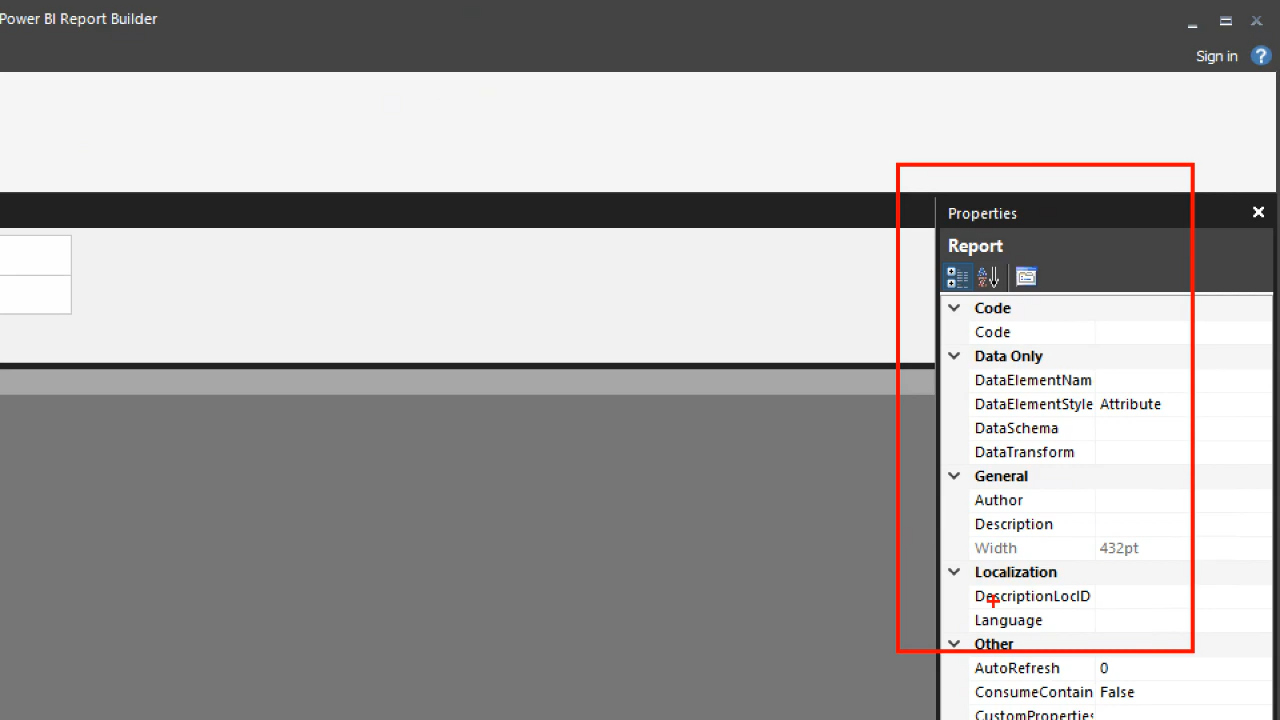 Power BI Report Builder
Sign in
?
Properties
Report
Code
Code
Data Only
DataElementNam
DataElementStyle Attribute
DataSchema
DataTransform
General
Author
Description
Width 432pt
Localization
DescriptionLocID
Language
Other
AutoRefresh 0
ConsumeContain False
CustomProperties